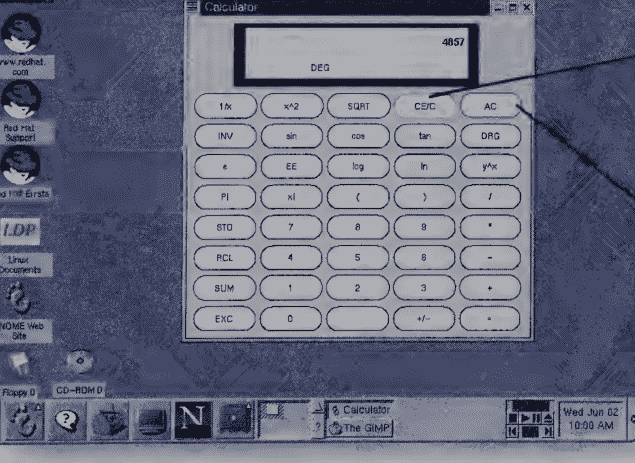 Calculator
4857
DEG
www.redhat.
com
1/x x^2 SQRT CE/C AC
Red Hat
Support
INV sin cos tan DRG
e EE log ln y^x
Errata
PI x! ( ) /
LDP
STO 7 8 9 *
Linux
Documents
RCL 4 5 6 -
SUM 1 2 3 +
GNOME Web
Site
EXC 0 . +/- =
Floppy 0 CD-ROM 0
N
Calculator
The GIMP
Wed Jun 02
10:00 AM